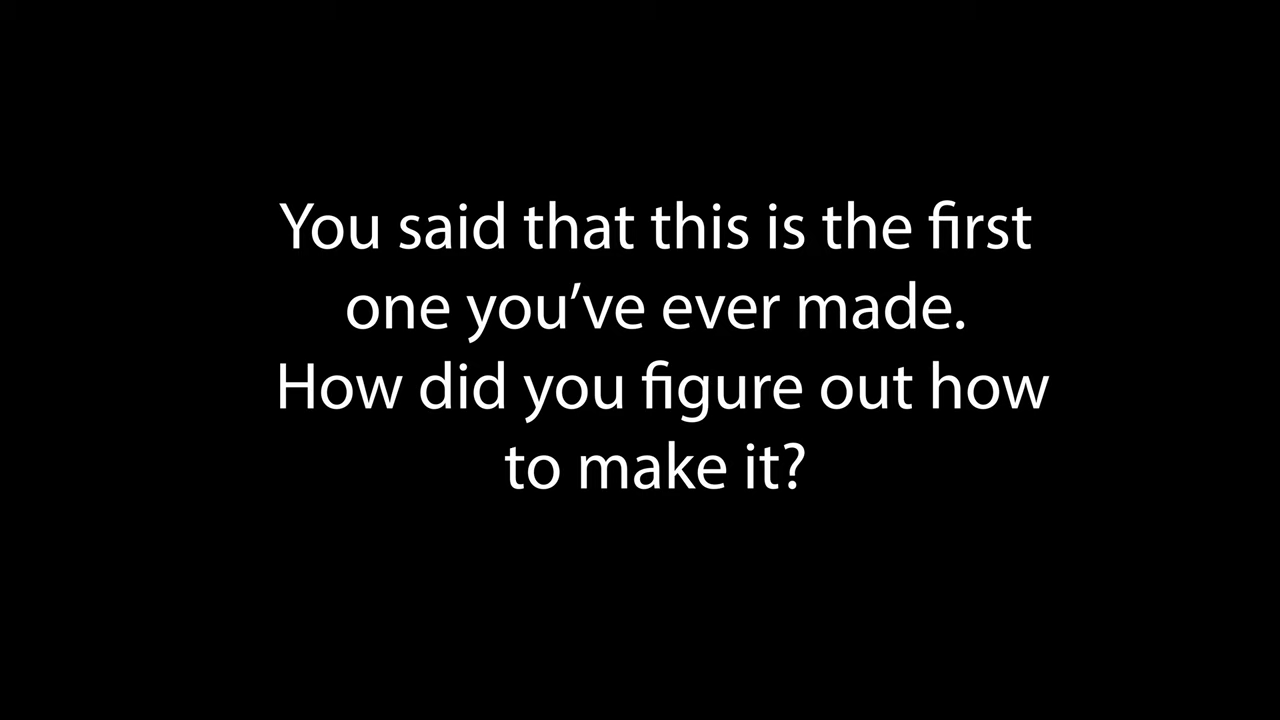 You said that this is the first
one you’ve ever made.
How did you figure out how
to make it?